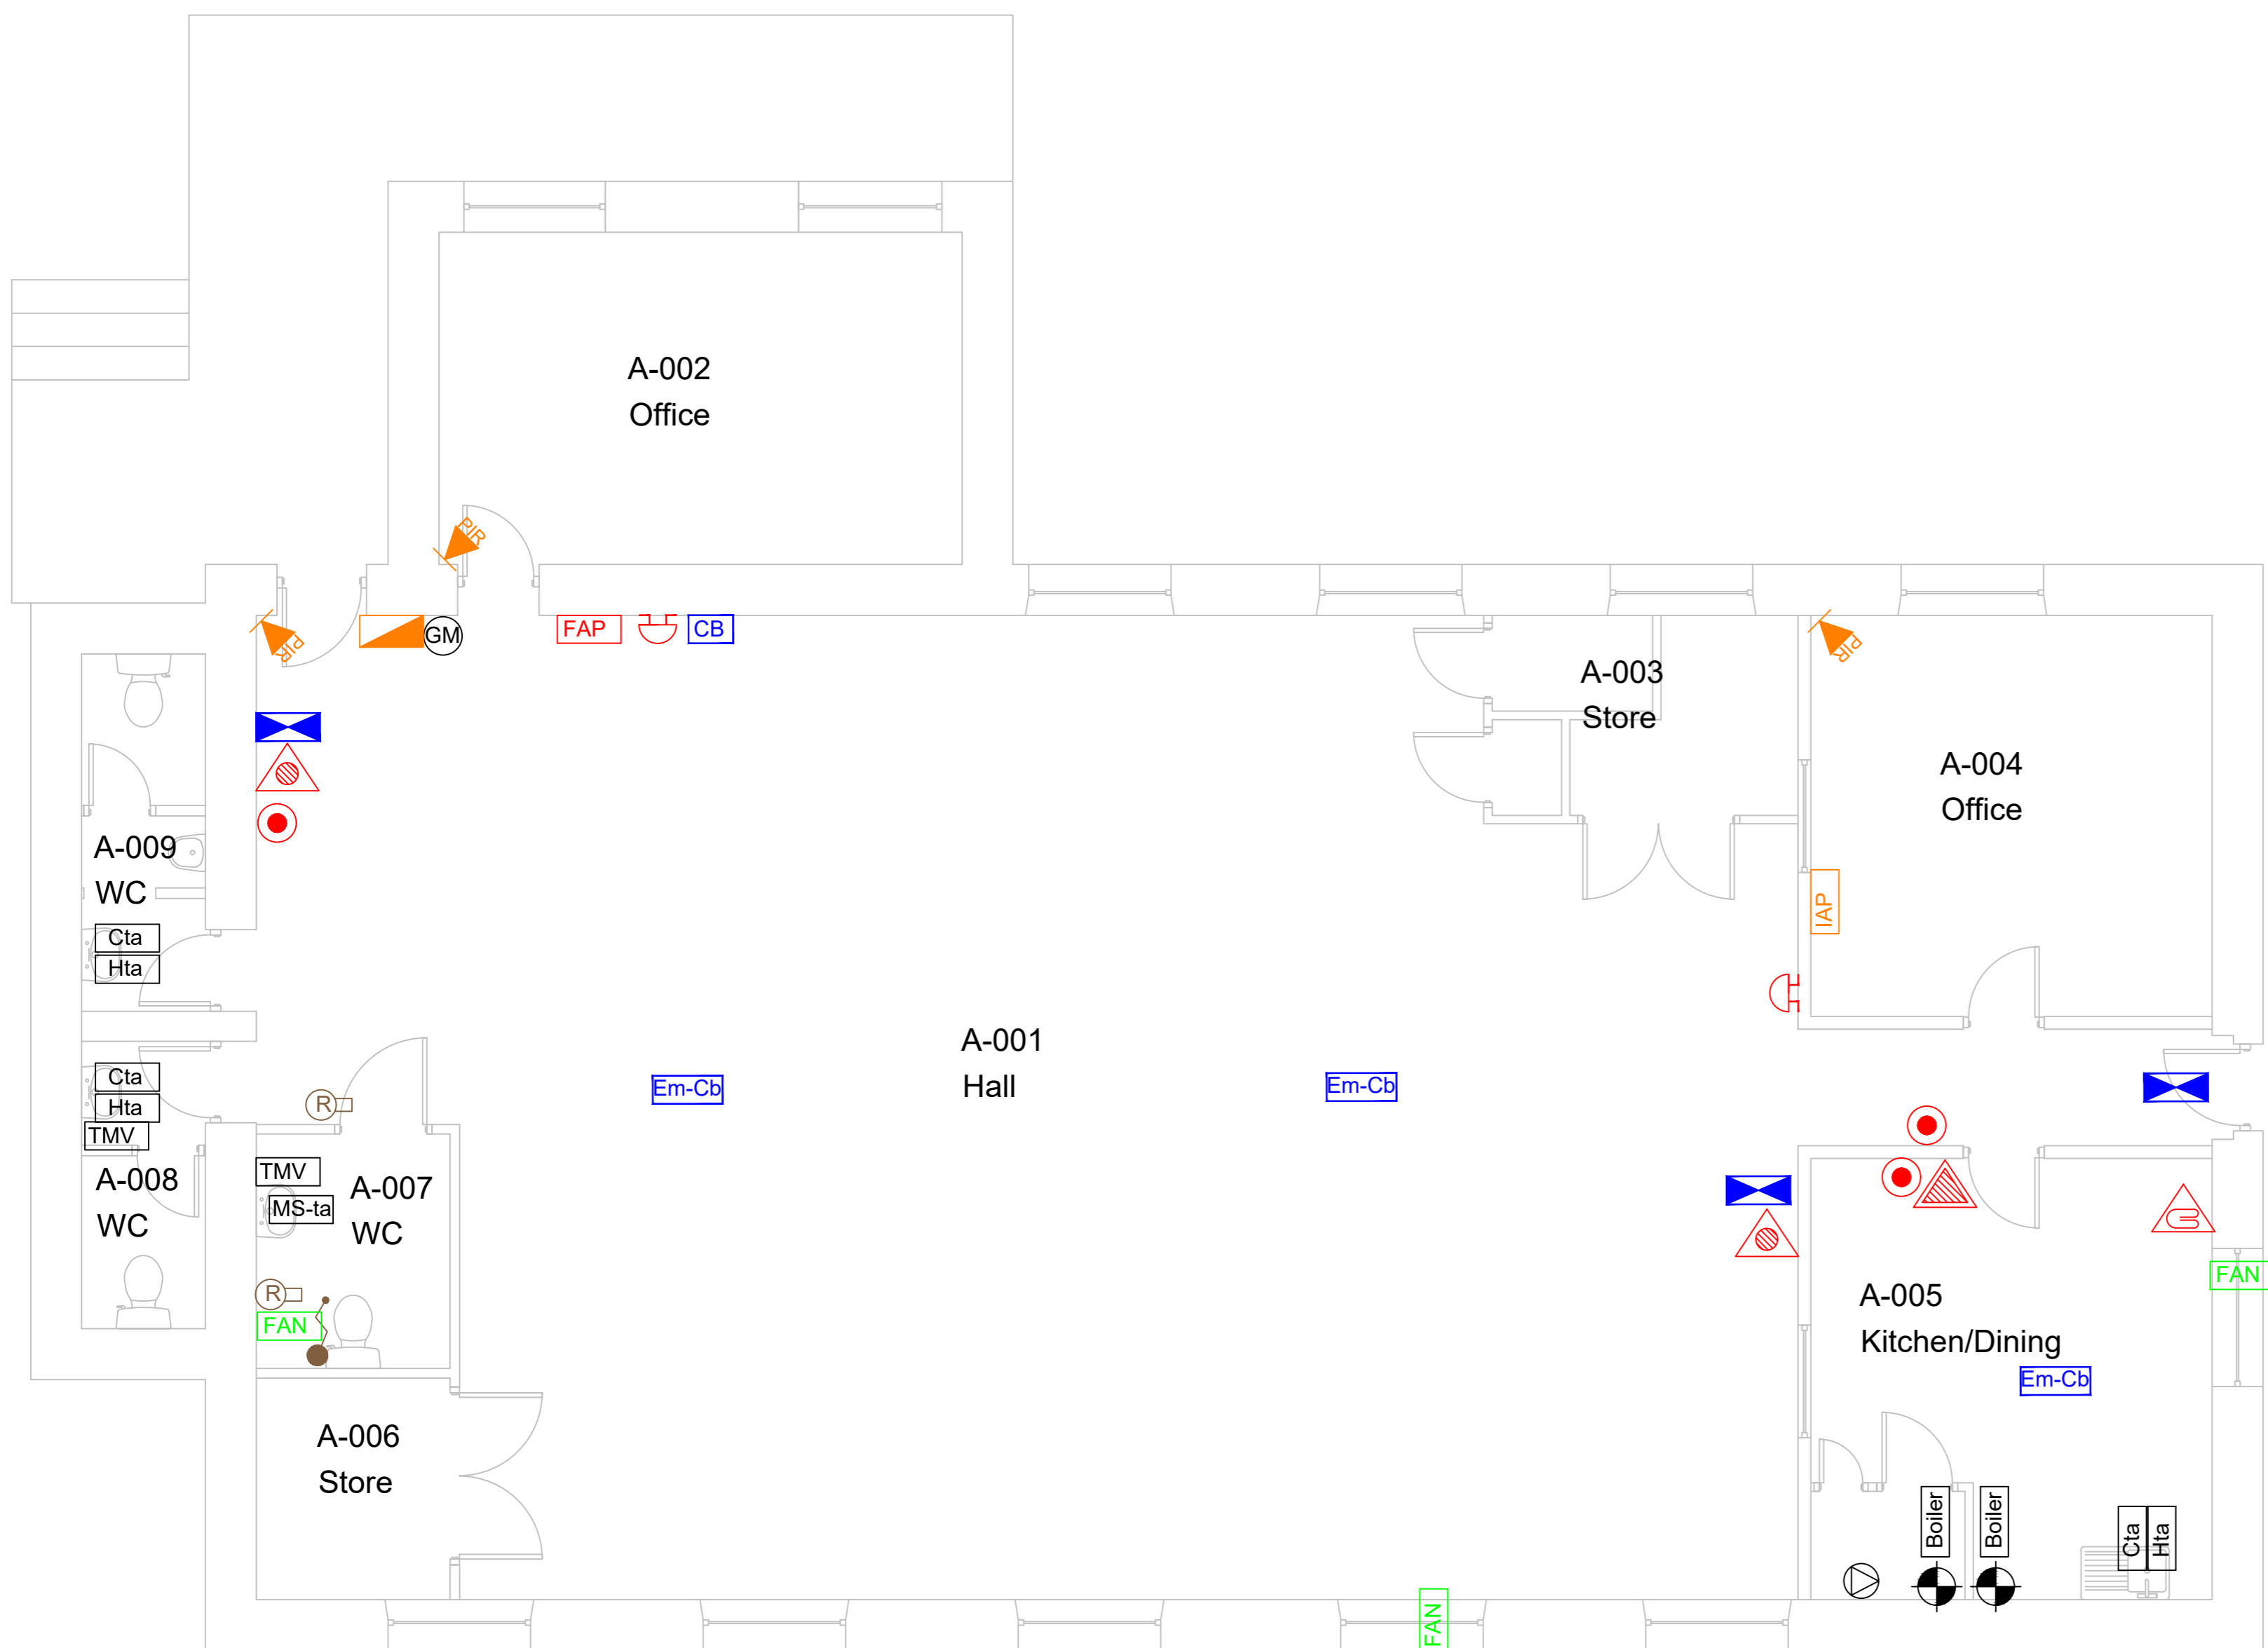 A-002
Office
PIR
PIR
GM
FAP
CB
PIR
A-003
Store
A-004
Office
A-009
WC
Cta
Hta
IAP
A-001
Hall
Em-Cb
Em-Cb
Cta
Hta
TMV
R
A-008
WC
TMV
MS-ta
A-007
WC
R
FAN
FAN
A-005
Kitchen/Dining
Em-Cb
A-006
Store
Boiler
Boiler
Cta
Hta
FAN